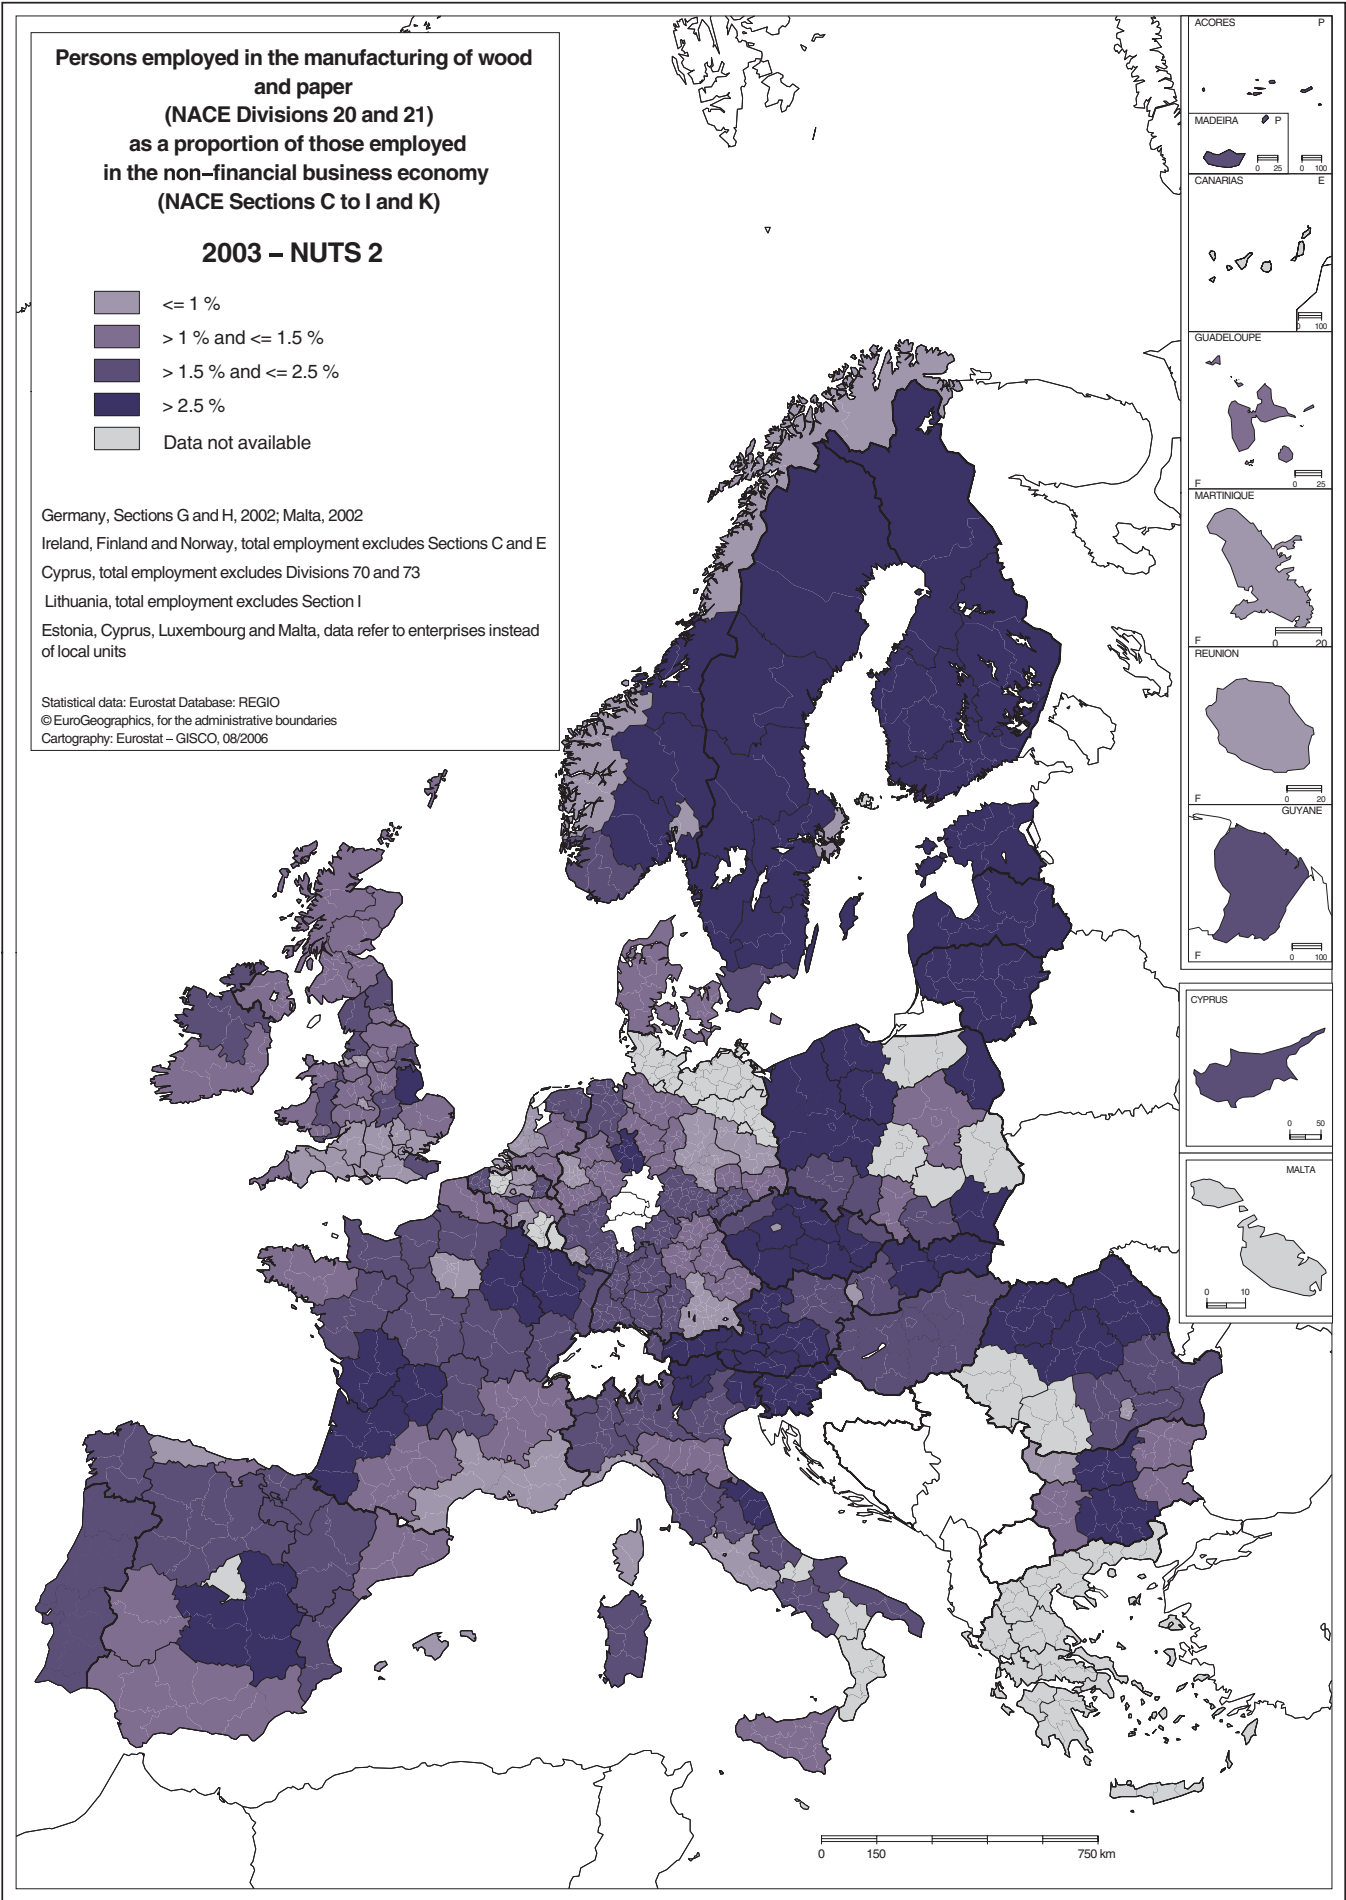 Persons employed in the manufacturing of wood
and paper
(NACE Divisions 20 and 21)
as a proportion of those employed
in the non–financial business economy
(NACE Sections C to I and K)
2003 – NUTS 2
<= 1 %
> 1 % and <= 1.5 %
> 1.5 % and <= 2.5 %
> 2.5 %
Data not available
Germany, Sections G and H, 2002; Malta, 2002
Ireland, Finland and Norway, total employment excludes Sections C and E
Cyprus, total employment excludes Divisions 70 and 73
Lithuania, total employment excludes Section I
Estonia, Cyprus, Luxembourg and Malta, data refer to enterprises instead
of local units
Statistical data: Eurostat Database: REGIO
© EuroGeographics, for the administrative boundaries
Cartography: Eurostat – GISCO, 08/2006
ACORES P
MADEIRA P
0 25 0 100
CANARIAS E
0 100
GUADELOUPE
F 0 25
MARTINIQUE
F 0 20
REUNION
F 0 20
GUYANE
F 0 100
CYPRUS
0 50
MALTA
0 10
0 150 750 km